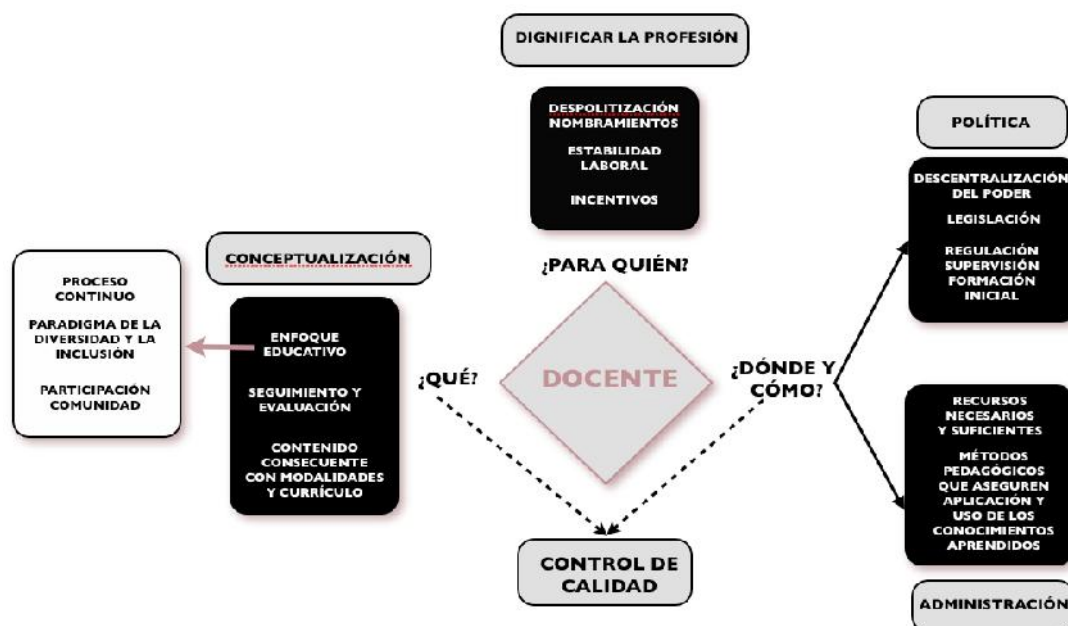 DIGNIFICAR LA PROFESIÓN
DESPOLITIZACIÓN
NOMBRAMIENTOS
ESTABILIDAD
LABORAL
INCENTIVOS
POLÍTICA
DESCENTRALIZACIÓN
DEL PODER
LEGISLACIÓN
REGULACIÓN
SUPERVISIÓN
FORMACIÓN
INICIAL
CONCEPTUALIZACIÓN
PROCESO
CONTINUO
PARADIGMA DE LA
DIVERSIDAD Y LA
INCLUSIÓN
PARTICIPACIÓN
COMUNIDAD
ENFOQUE
EDUCATIVO
SEGUIMIENTO Y
EVALUACIÓN
CONTENIDO
CONSECUENTE
CON MODALIDADES
Y CURRÍCULO
¿PARA QUIÉN?
¿QUÉ?
DOCENTE
¿DÓNDE Y
CÓMO?
RECURSOS
NECESARIOS
Y SUFICIENTES
MÉTODOS
PEDAGÓGICOS
QUE ASEGUREN
APLICACIÓN Y
USO DE LOS
CONOCIMIENTOS
APRENDIDOS
CONTROL DE
CALIDAD
ADMINISTRACIÓN